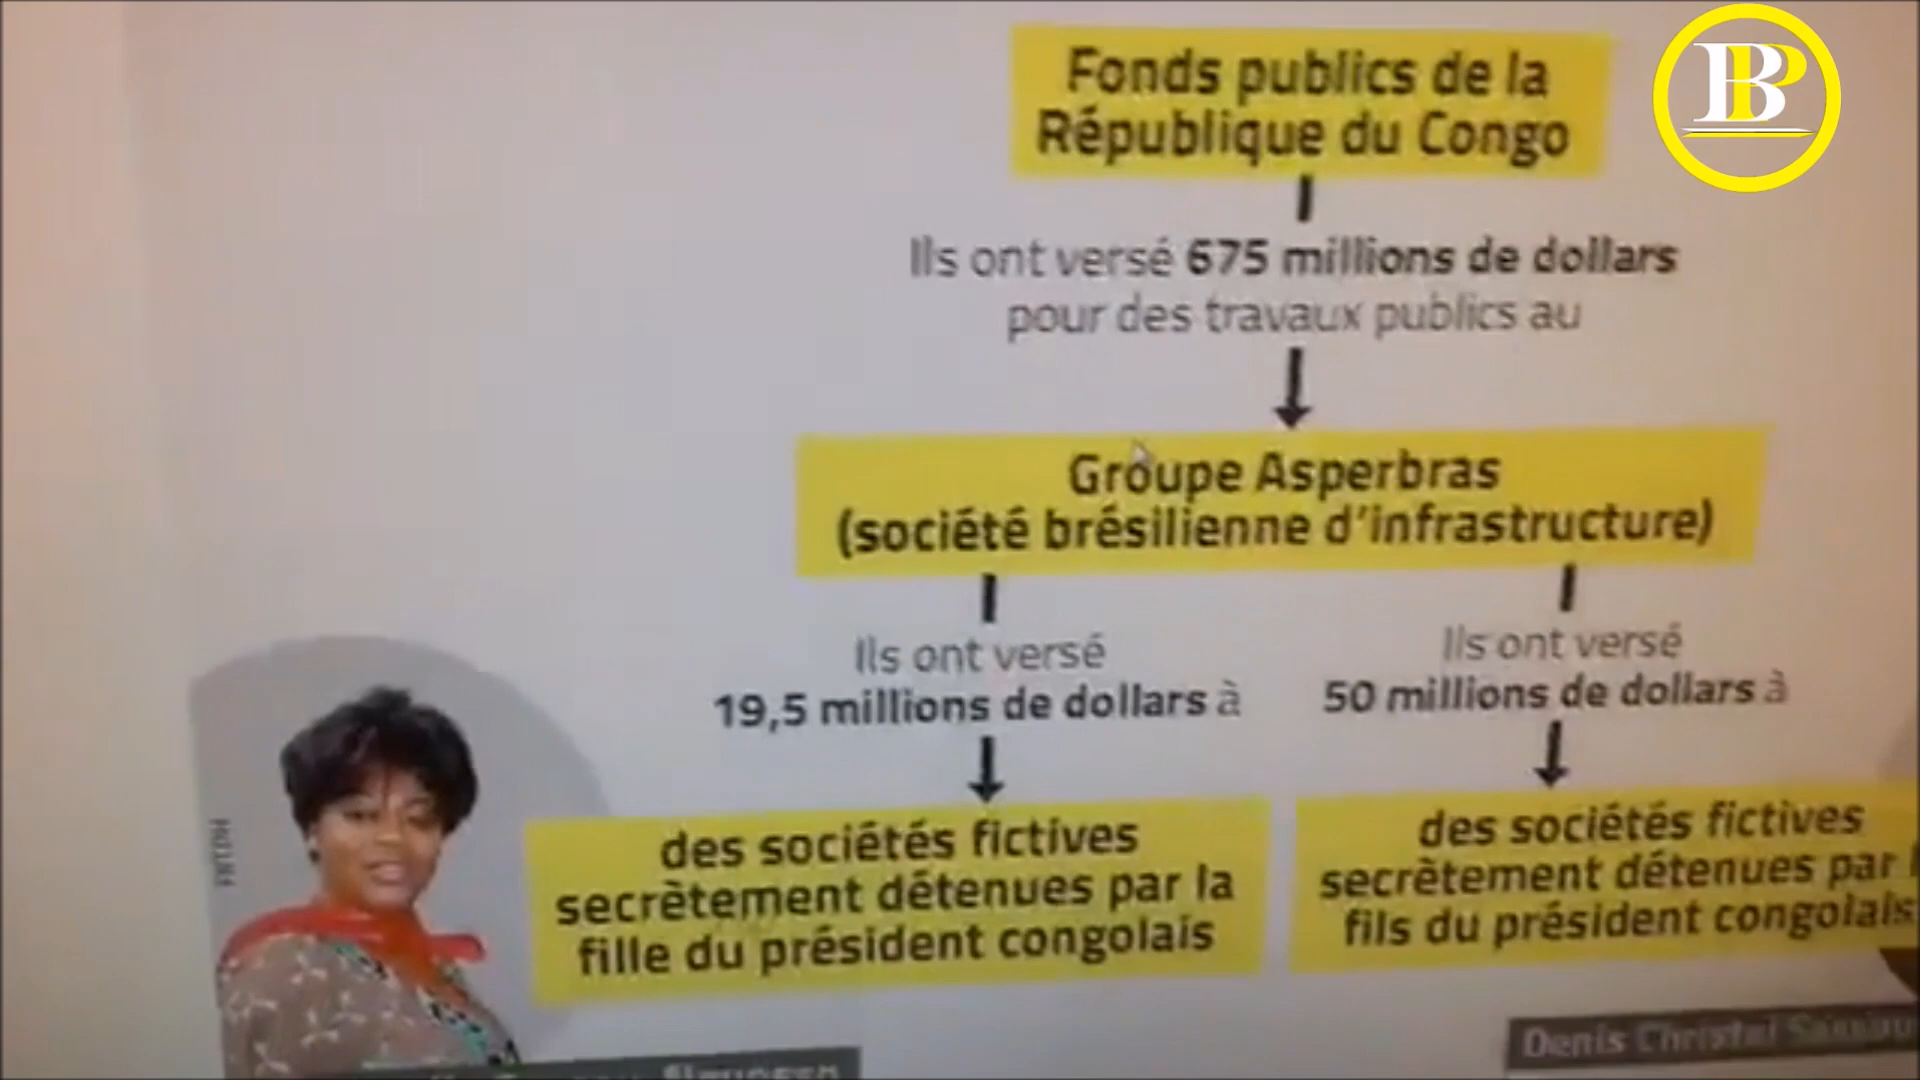 Fonds publics de la
République du Congo
BP
Ils ont versé 675 millions de dollars
pour des travaux publics au
Groupe Asperbras
(société brésilienne d'infrastructure)
Ils ont versé
19,5 millions de dollars à
Ils ont versé
50 millions de dollars à
des sociétés fictives
secrètement détenues par la
fille du président congolais
des sociétés fictives
secrètement détenues par
fils du président congolais
Denis Christel